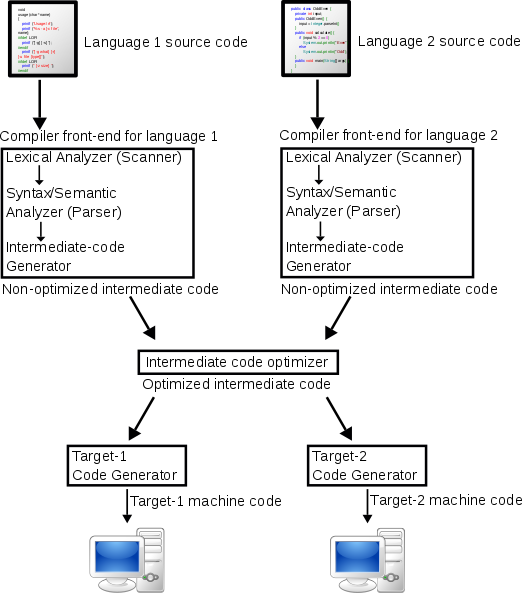 Language 1 source code
Language 2 source code
Compiler front-end for language 1
Lexical Analyzer (Scanner)
Syntax/Semantic
Analyzer (Parser)
Intermediate-code
Generator
Non-optimized intermediate code
Compiler front-end for language 2
Lexical Analyzer (Scanner)
Syntax/Semantic
Analyzer (Parser)
Intermediate-code
Generator
Non-optimized intermediate code
Intermediate code optimizer
Optimized intermediate code
Target-1
Code Generator
Target-1 machine code
Target-2
Code Generator
Target-2 machine code